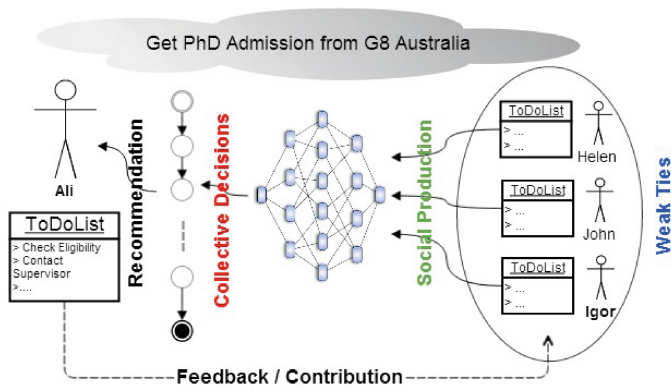 Get PhD Admission from G8 Australia
Ali
ToDoList
> Check Eligibility
> Contact
Supervisor
>....
Recommendation
Collective Decisions
Social Production
ToDoList
> ...
> ...
Helen
ToDoList
> ...
> ...
John
ToDoList
> ...
> ...
Igor
Weak Ties
Feedback / Contribution